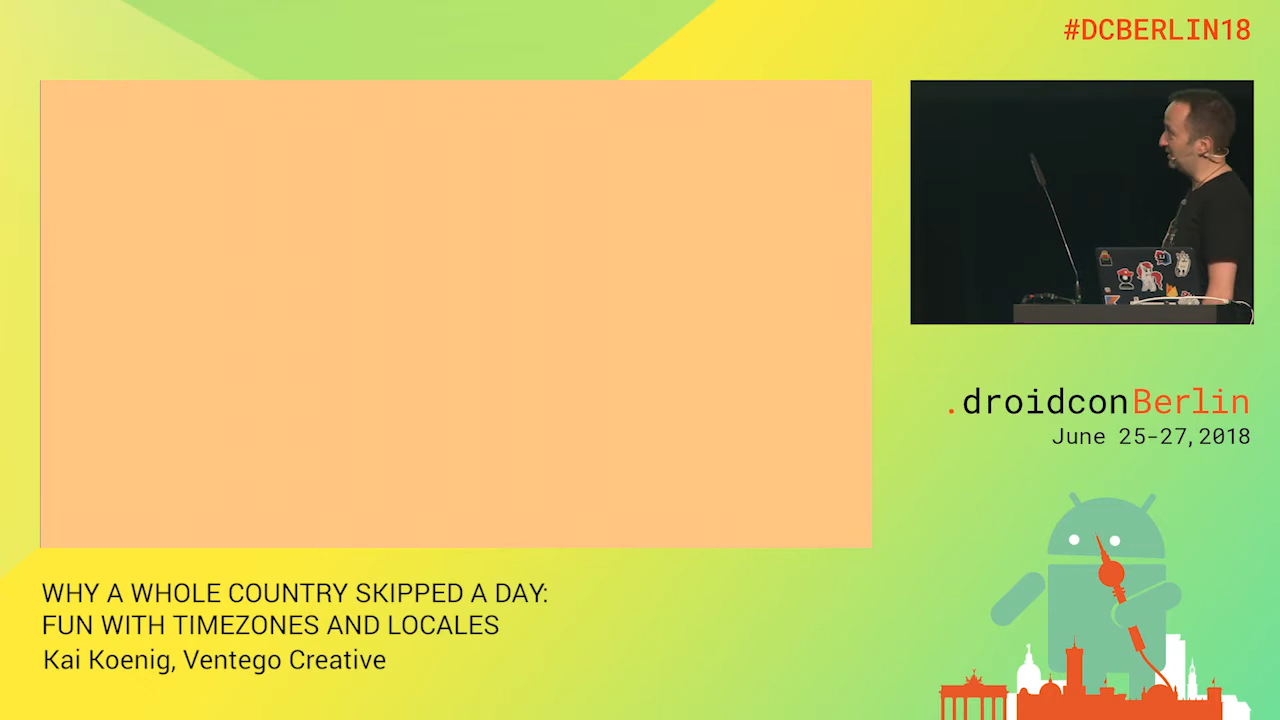 #DCBERLIN18
.droidconBerlin
June 25-27, 2018
WHY A WHOLE COUNTRY SKIPPED A DAY:
FUN WITH TIMEZONES AND LOCALES
Kai Koenig, Ventego Creative